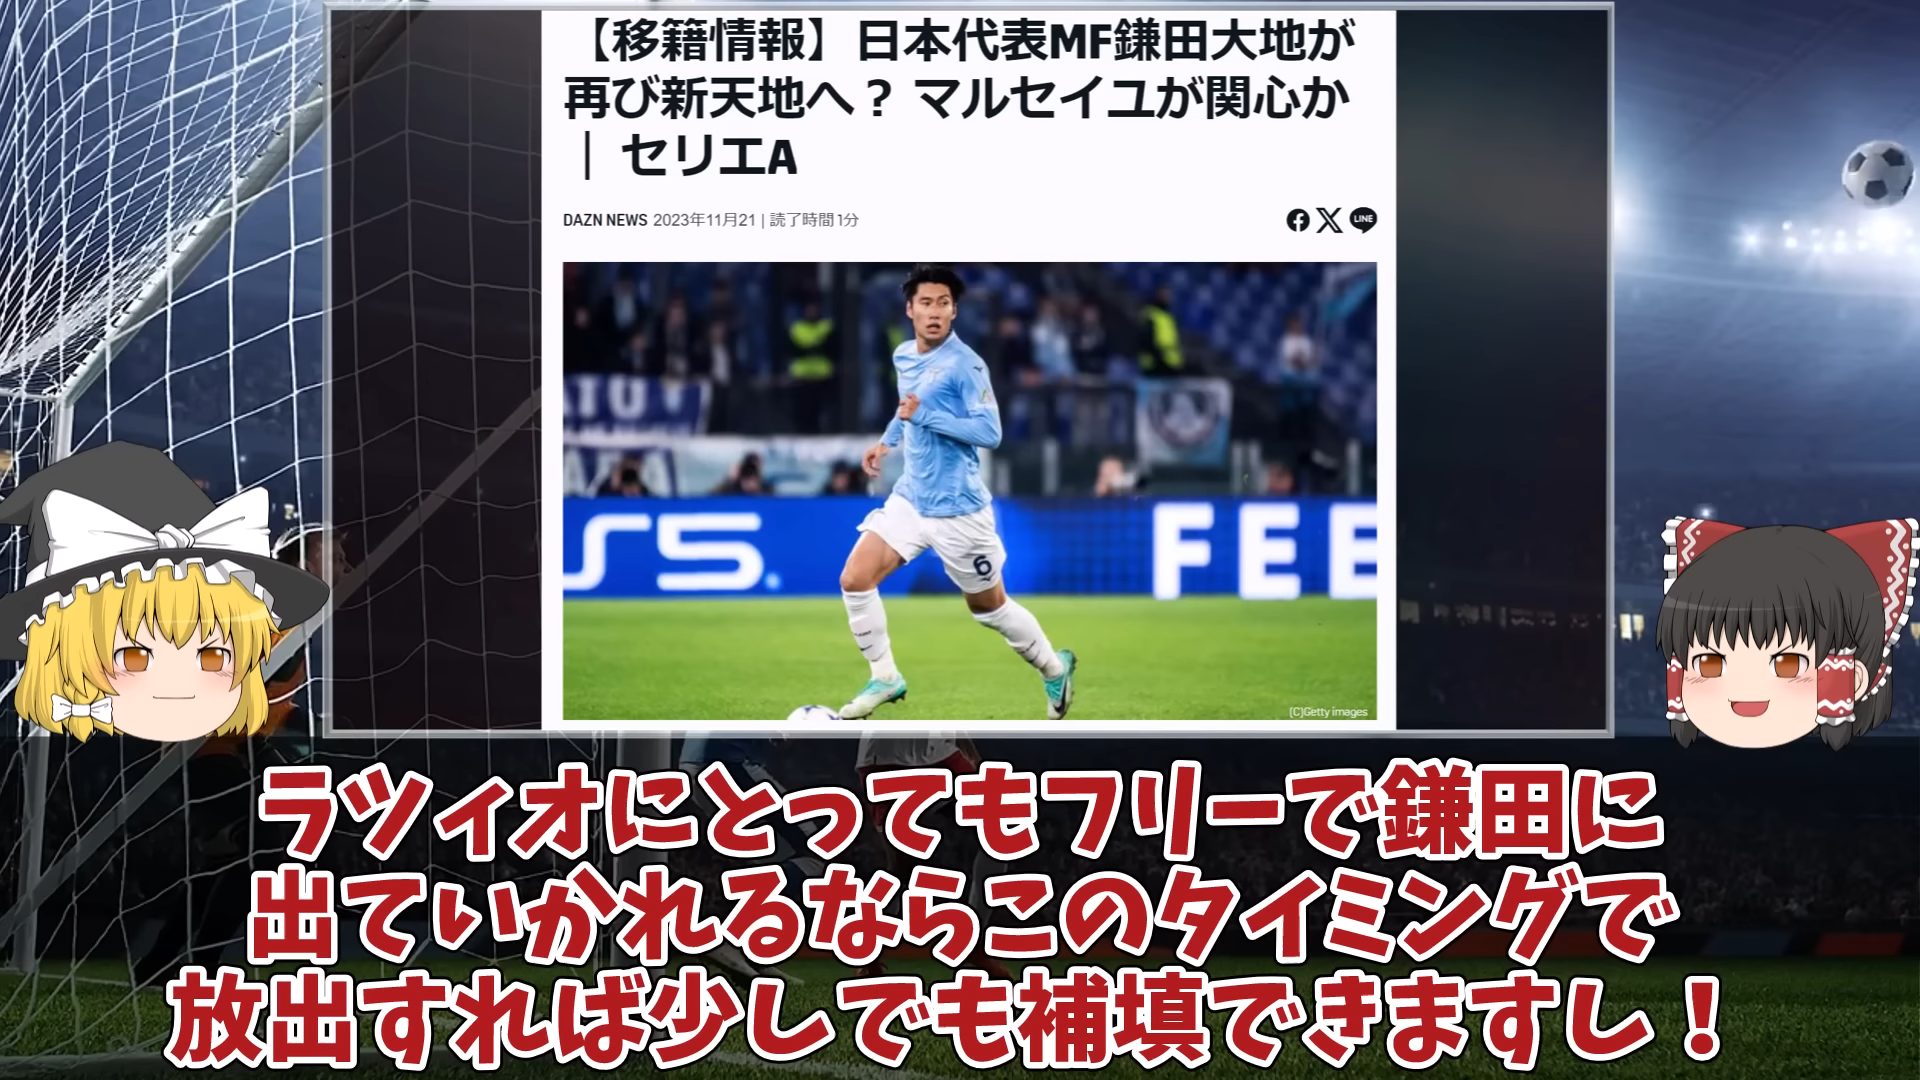 【移籍情報】日本代表MF鎌田大地が
再び新天地へ？ マルセイユが関心か
｜ セリエA
DAZN NEWS 2023年11月21 | 読了時間1分
LINE
S5
FEE
6
(C)Getty images
ラツィオにとってもフリーで鎌田に
出ていかれるならこのタイミングで
放出すれば少しでも補填できますし！